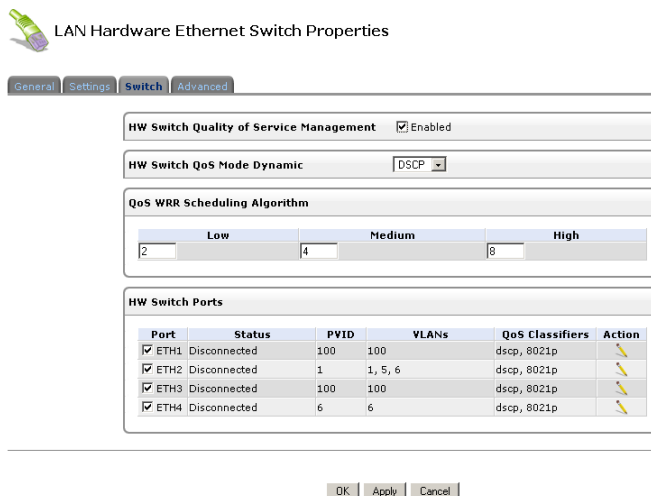 LAN Hardware Ethernet Switch Properties
General Settings Switch Advanced
HW Switch Quality of Service Management Enabled
HW Switch QoS Mode Dynamic DSCP
QoS WRR Scheduling Algorithm
Low Medium High
2 4 8
HW Switch Ports
Port Status PVID VLANs QoS Classifiers Action
ETH1 Disconnected 100 100 dscp, 8021p
ETH2 Disconnected 1 1, 5, 6 dscp, 8021p
ETH3 Disconnected 100 100 dscp, 8021p
ETH4 Disconnected 6 6 dscp, 8021p
OK Apply Cancel